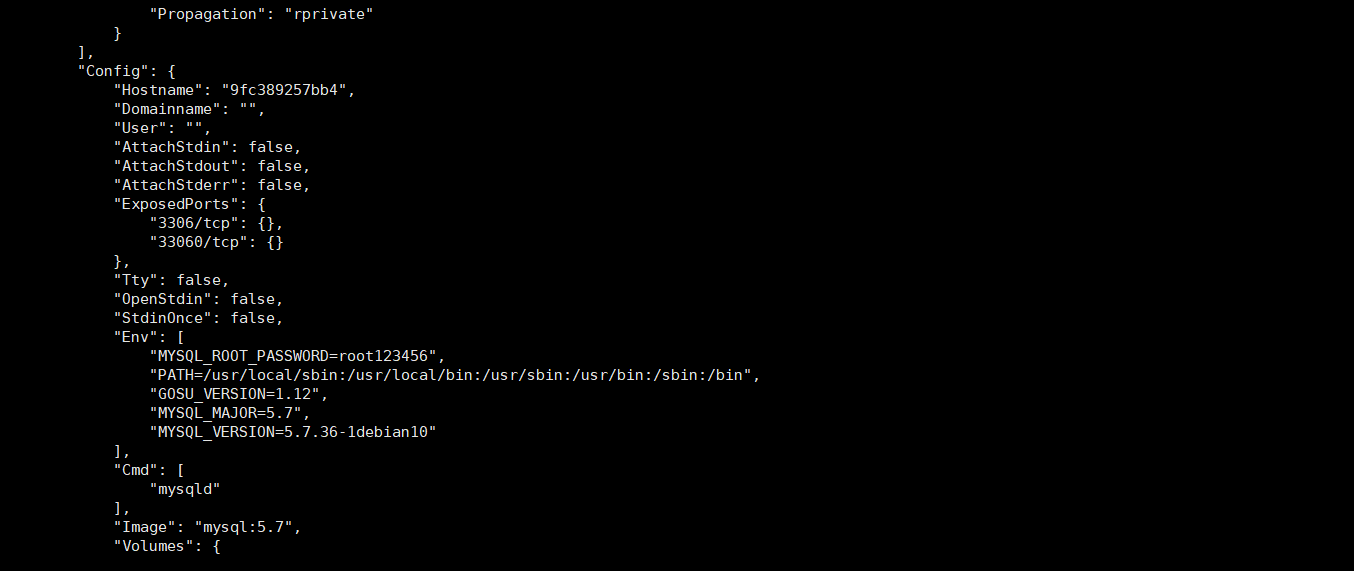 "Propagation": "rprivate"
}
],
"Config": {
"Hostname": "9fc389257bb4",
"Domainname": "",
"User": "",
"AttachStdin": false,
"AttachStdout": false,
"AttachStderr": false,
"ExposedPorts": {
"3306/tcp": {},
"33060/tcp": {}
},
"Tty": false,
"OpenStdin": false,
"StdinOnce": false,
"Env": [
"MYSQL_ROOT_PASSWORD=root123456",
"PATH=/usr/local/sbin:/usr/local/bin:/usr/sbin:/usr/bin:/sbin:/bin",
"GOSU_VERSION=1.12",
"MYSQL_MAJOR=5.7",
"MYSQL_VERSION=5.7.36-1debian10"
],
"Cmd": [
"mysqld"
],
"Image": "mysql:5.7",
"Volumes": {